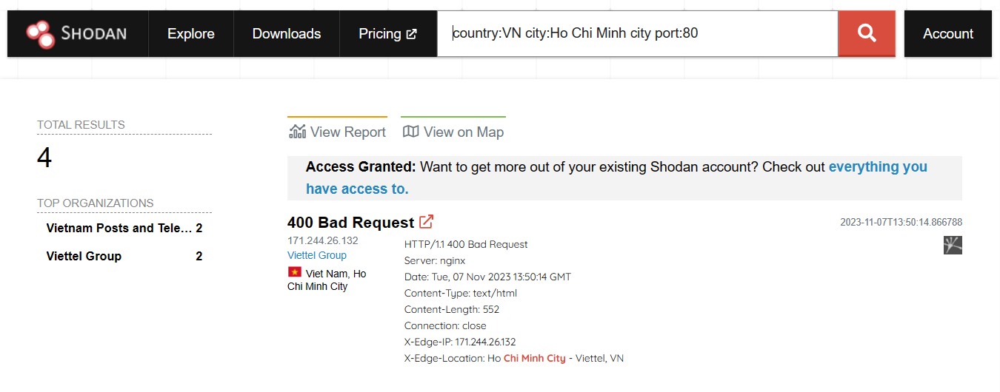 SHODAN
Explore
Downloads
Pricing
country:VN city:Ho Chi Minh city port:80
Account
TOTAL RESULTS
4
TOP ORGANIZATIONS
Vietnam Posts and Tele... 2
Viettel Group 2
View Report
View on Map
Access Granted: Want to get more out of your existing Shodan account? Check out everything you
have access to.
400 Bad Request
2023-11-07T13:50:14.866788
171.244.26.132
Viettel Group
Viet Nam, Ho
Chi Minh City
HTTP/1.1 400 Bad Request
Server: nginx
Date: Tue, 07 Nov 2023 13:50:14 GMT
Content-Type: text/html
Content-Length: 552
Connection: close
X-Edge-IP: 171.244.26.132
X-Edge-Location: Ho Chi Minh City - Viettel, VN